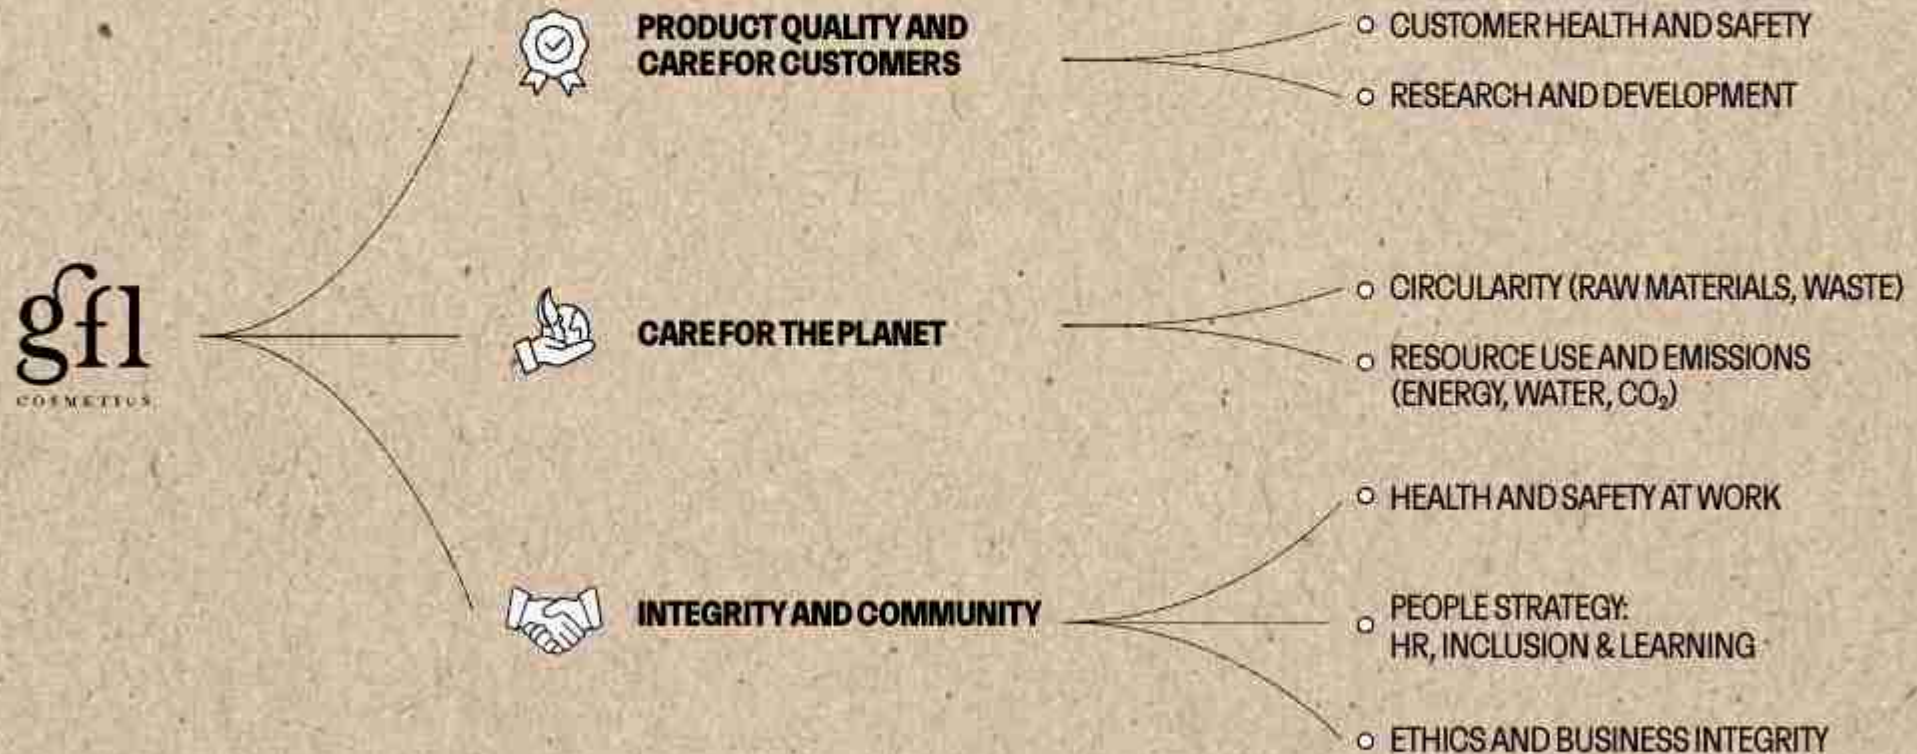 gfl
COSMETICS
PRODUCT QUALITY AND
CARE FOR CUSTOMERS
CUSTOMER HEALTH AND SAFETY
RESEARCH AND DEVELOPMENT
CARE FOR THE PLANET
CIRCULARITY (RAW MATERIALS, WASTE)
RESOURCE USE AND EMISSIONS
(ENERGY, WATER, CO₂)
INTEGRITY AND COMMUNITY
HEALTH AND SAFETY AT WORK
PEOPLE STRATEGY:
HR, INCLUSION & LEARNING
ETHICS AND BUSINESS INTEGRITY